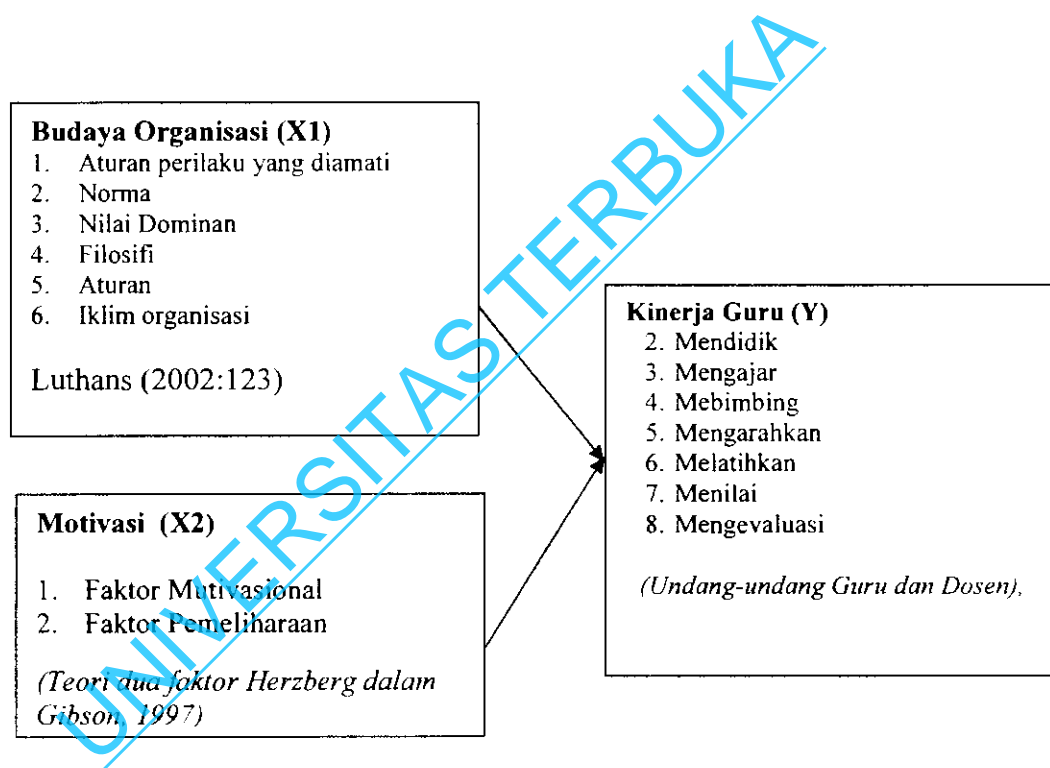 Budaya Organisasi (X1)
1. Aturan perilaku yang diamati
2. Norma
3. Nilai Dominan
4. Filosifi
5. Aturan
6. Iklim organisasi
Luthans (2002:123)
Motivasi (X2)
1. Faktor Mutivasional
2. Faktor Pemeliharaan
(Teori dua faktor Herzberg dalam
Gibson, 1997)
Kinerja Guru (Y)
2. Mendidik
3. Mengajar
4. Mebimbing
5. Mengarahkan
6. Melatihkan
7. Menilai
8. Mengevaluasi
(Undang-undang Guru dan Dosen),
UNIVERSITAS TERBUKA